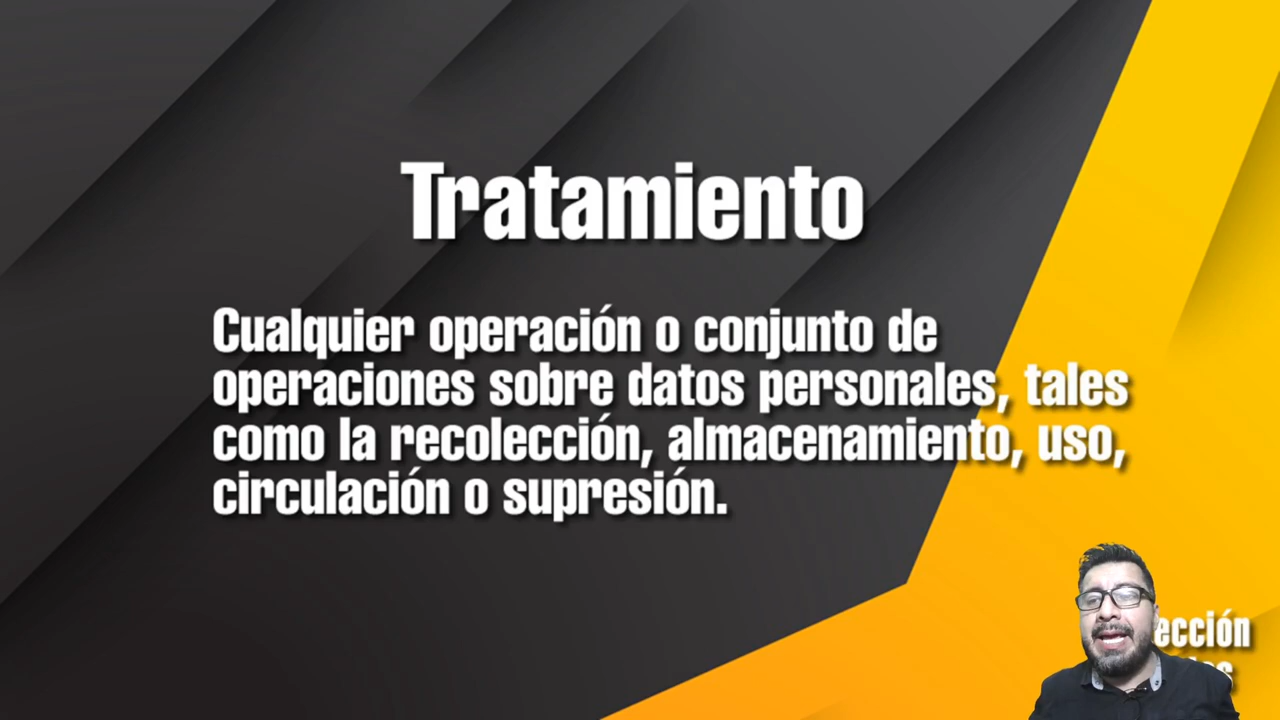 Tratamiento
Cualquier operación o conjunto de
operaciones sobre datos personales, tales
como la recolección, almacenamiento, uso,
circulación o supresión.